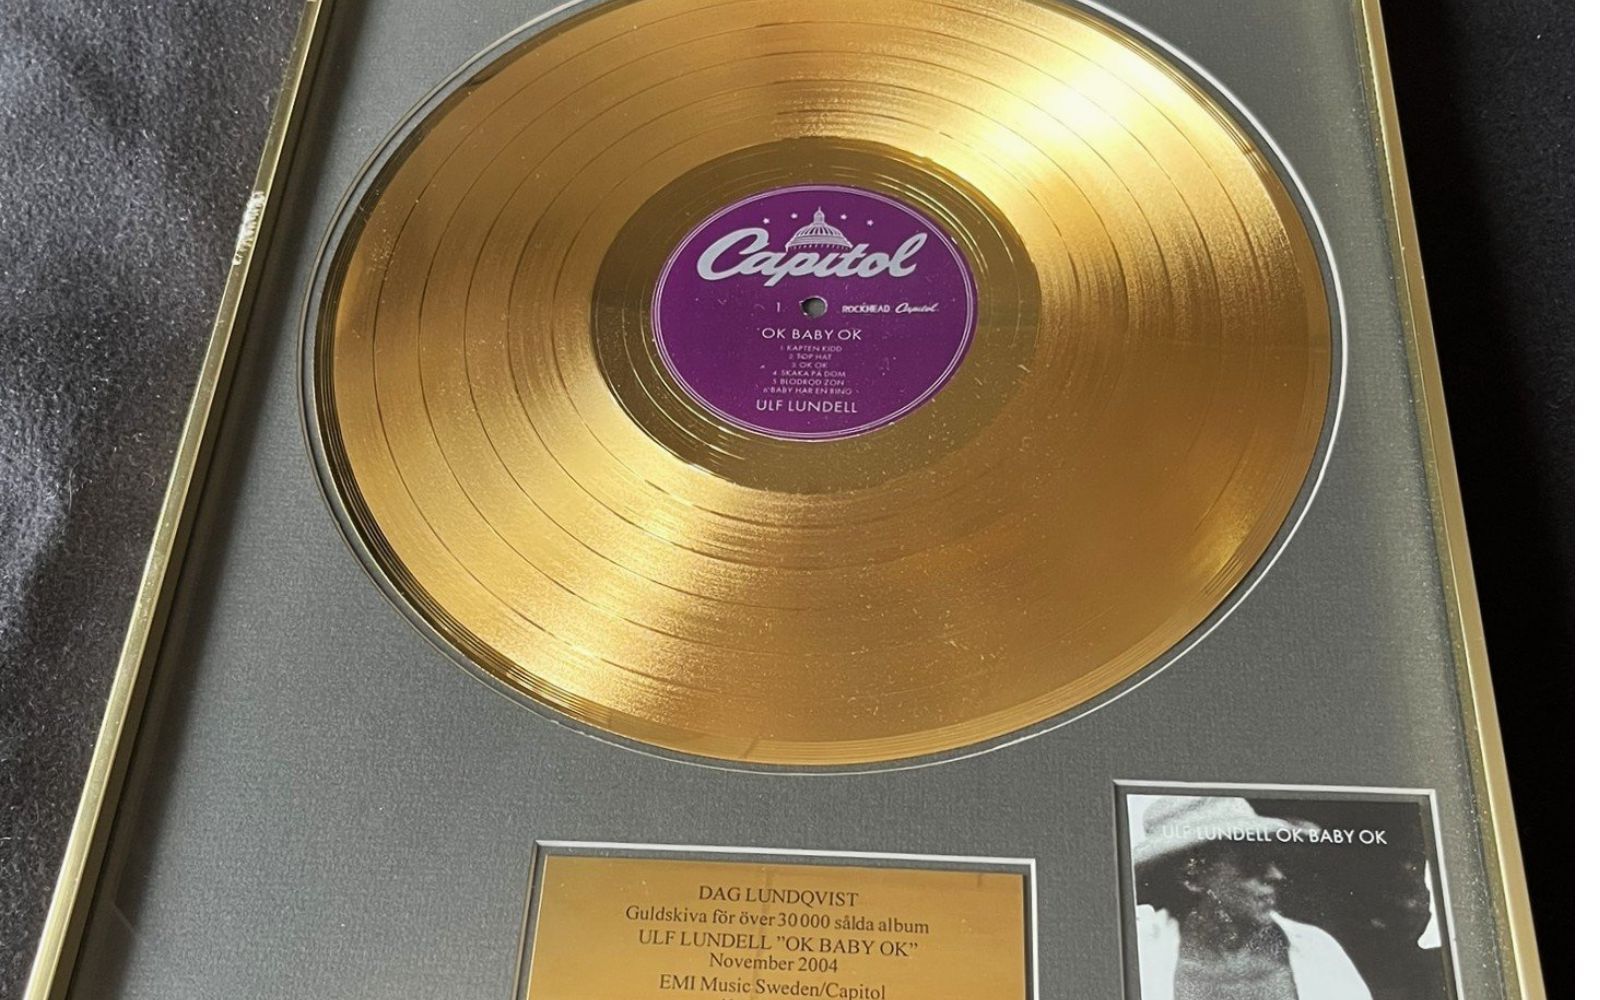 Capitol
1 ROCKHEAD Capitol
OK BABY OK
1. KAPTEN KIDD
2. TOP HAT
3. OK OK
4. SKAKA PÅ DOM
5. BLODRÖD ZON
6. BABY HAR EN RING
ULF LUNDELL
ULF LUNDELL OK BABY OK
DAG LUNDQVIST
Guldskiva för över 30 000 sålda album
ULF LUNDELL ”OK BABY OK”
November 2004
EMI Music Sweden/Capitol